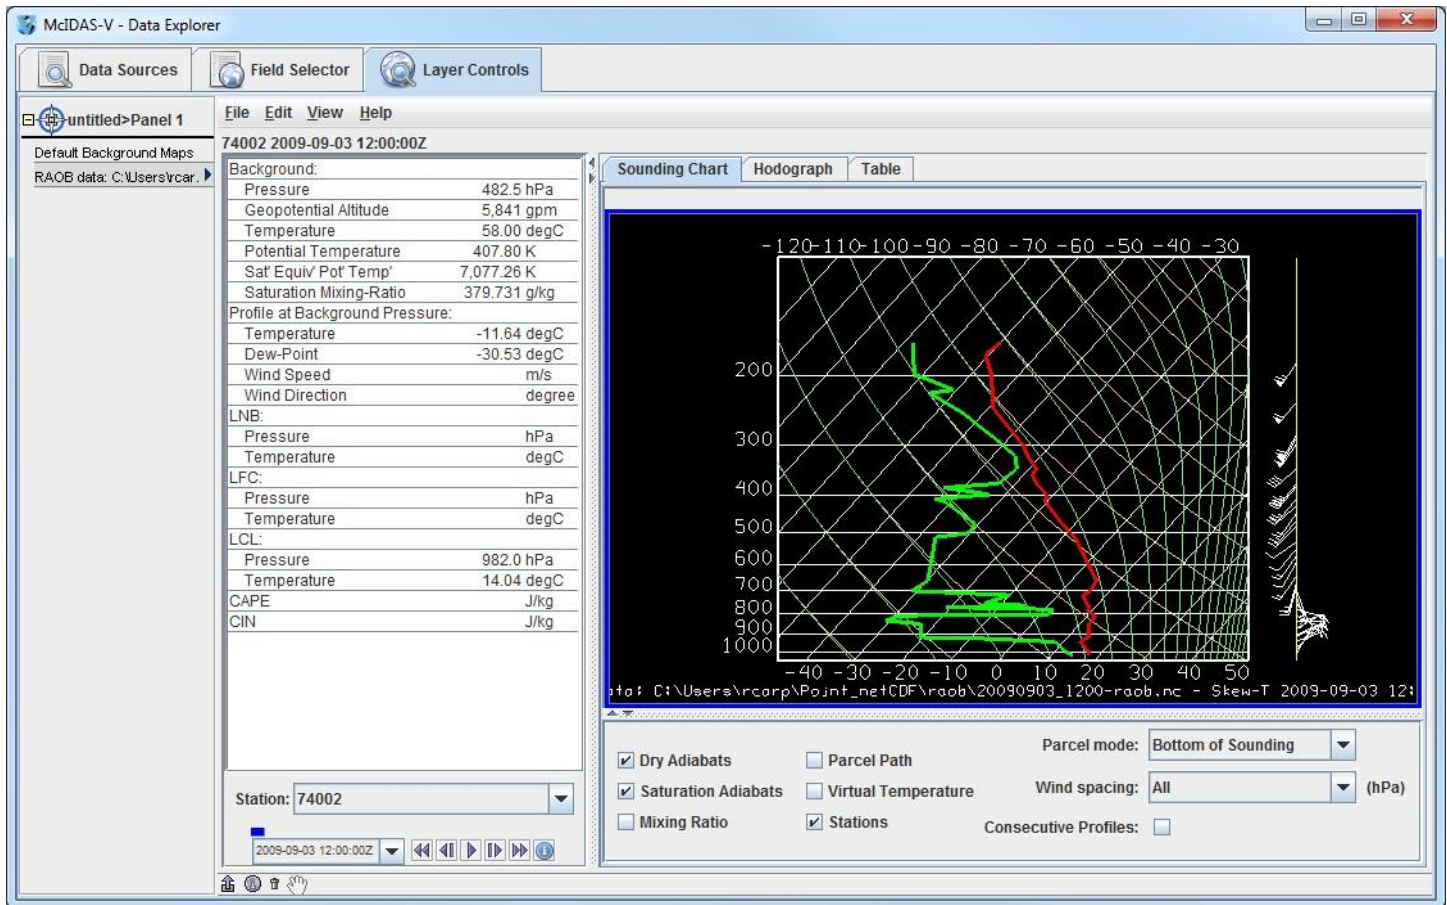 McIDAS-V - Data Explorer
Data Sources
Field Selector
Layer Controls
untitled>Panel 1
Default Background Maps
RAOB data: C:\Users\rcar.
File Edit View Help
74002 2009-09-03 12:00:00Z
Background:
Pressure 482.5 hPa
Geopotential Altitude 5,841 gpm
Temperature 58.00 degC
Potential Temperature 407.80 K
Sat' Equiv' Pot' Temp' 7,077.26 K
Saturation Mixing-Ratio 379.731 g/kg
Profile at Background Pressure:
Temperature -11.64 degC
Dew-Point -30.53 degC
Wind Speed m/s
Wind Direction degree
LNB:
Pressure hPa
Temperature degC
LFC:
Pressure hPa
Temperature degC
LCL:
Pressure 982.0 hPa
Temperature 14.04 degC
CAPE J/kg
CIN J/kg
Station: 74002
2009-09-03 12:00:00Z
Sounding Chart
Hodograph
Table
-120-110-100-90 -80 -70 -60 -50 -40 -30
200
300
400
500
600
700
800
900
1000
-40 -30 -20 -10 0 10 20 30 40 50
ata: C:\Users\rcarp\Point_netCDF\raob\20090903_1200-raob.nc - Skew-T 2009-09-03 12:
Dry Adiabats
Saturation Adiabats
Mixing Ratio
Parcel Path
Virtual Temperature
Stations
Parcel mode: Bottom of Sounding
Wind spacing: All (hPa)
Consecutive Profiles: